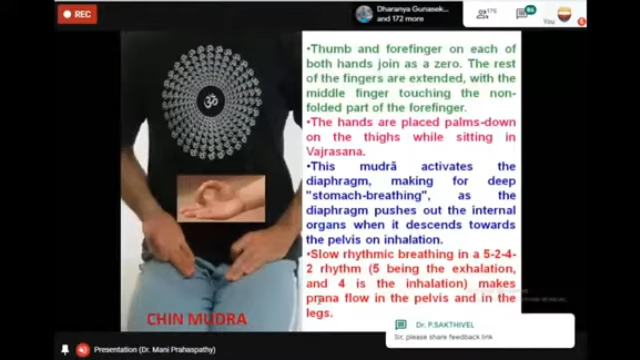 REC
Dharanya Gunasek...
and 172 more
175
86
You
•Thumb and forefinger on each of
both hands join as a zero. The rest
of the fingers are extended, with the
middle finger touching the non-
folded part of the forefinger.
•The hands are placed palms-down
on the thighs while sitting in
Vajrasana.
•This mudrā activates the
diaphragm, making for deep
"stomach-breathing", as the
diaphragm pushes out the internal
organs when it descends towards
the pelvis on inhalation.
•Slow rhythmic breathing in a 5-2-4-
2 rhythm (5 being the exhalation,
and 4 is the inhalation) makes
prana flow in the pelvis and in the
legs.
ॐ
CHIN MUDRA
Dr. P.SAKTHIVEL
Sir, please share feedback link
Presentation (Dr. Mani Prahaspathy)